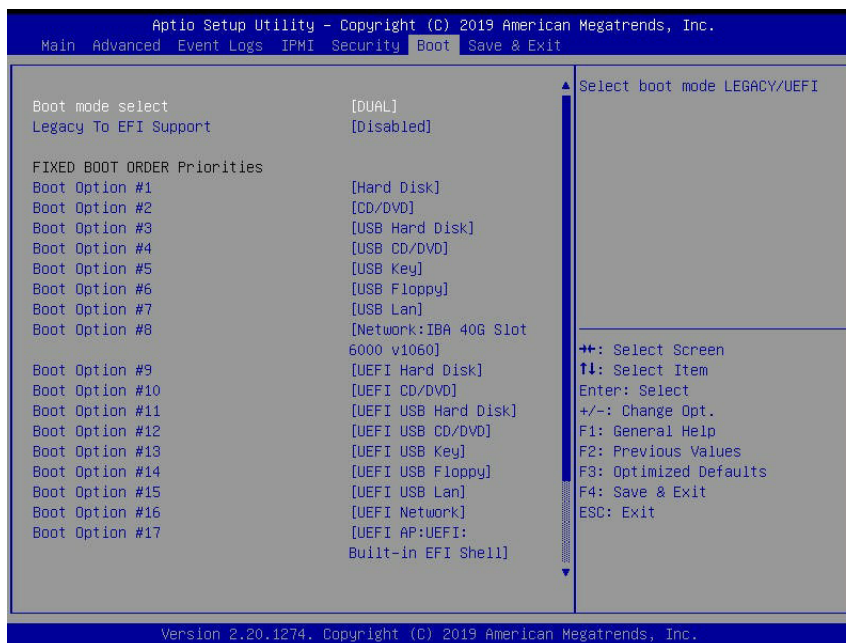 Aptio Setup Utility – Copyright (C) 2019 American Megatrends, Inc.
Main Advanced Event Logs IPMI Security Boot Save & Exit
Boot mode select [DUAL]
Legacy To EFI Support [Disabled]
FIXED BOOT ORDER Priorities
Boot Option #1 [Hard Disk]
Boot Option #2 [CD/DVD]
Boot Option #3 [USB Hard Disk]
Boot Option #4 [USB CD/DVD]
Boot Option #5 [USB Key]
Boot Option #6 [USB Floppy]
Boot Option #7 [USB Lan]
Boot Option #8 [Network:IBA 40G Slot
6000 v1060]
Boot Option #9 [UEFI Hard Disk]
Boot Option #10 [UEFI CD/DVD]
Boot Option #11 [UEFI USB Hard Disk]
Boot Option #12 [UEFI USB CD/DVD]
Boot Option #13 [UEFI USB Key]
Boot Option #14 [UEFI USB Floppy]
Boot Option #15 [UEFI USB Lan]
Boot Option #16 [UEFI Network]
Boot Option #17 [UEFI AP:UEFI:
Built-in EFI Shell]
Select boot mode LEGACY/UEFI
→←: Select Screen
↑↓: Select Item
Enter: Select
+/-: Change Opt.
F1: General Help
F2: Previous Values
F3: Optimized Defaults
F4: Save & Exit
ESC: Exit
Version 2.20.1274. Copyright (C) 2019 American Megatrends, Inc.